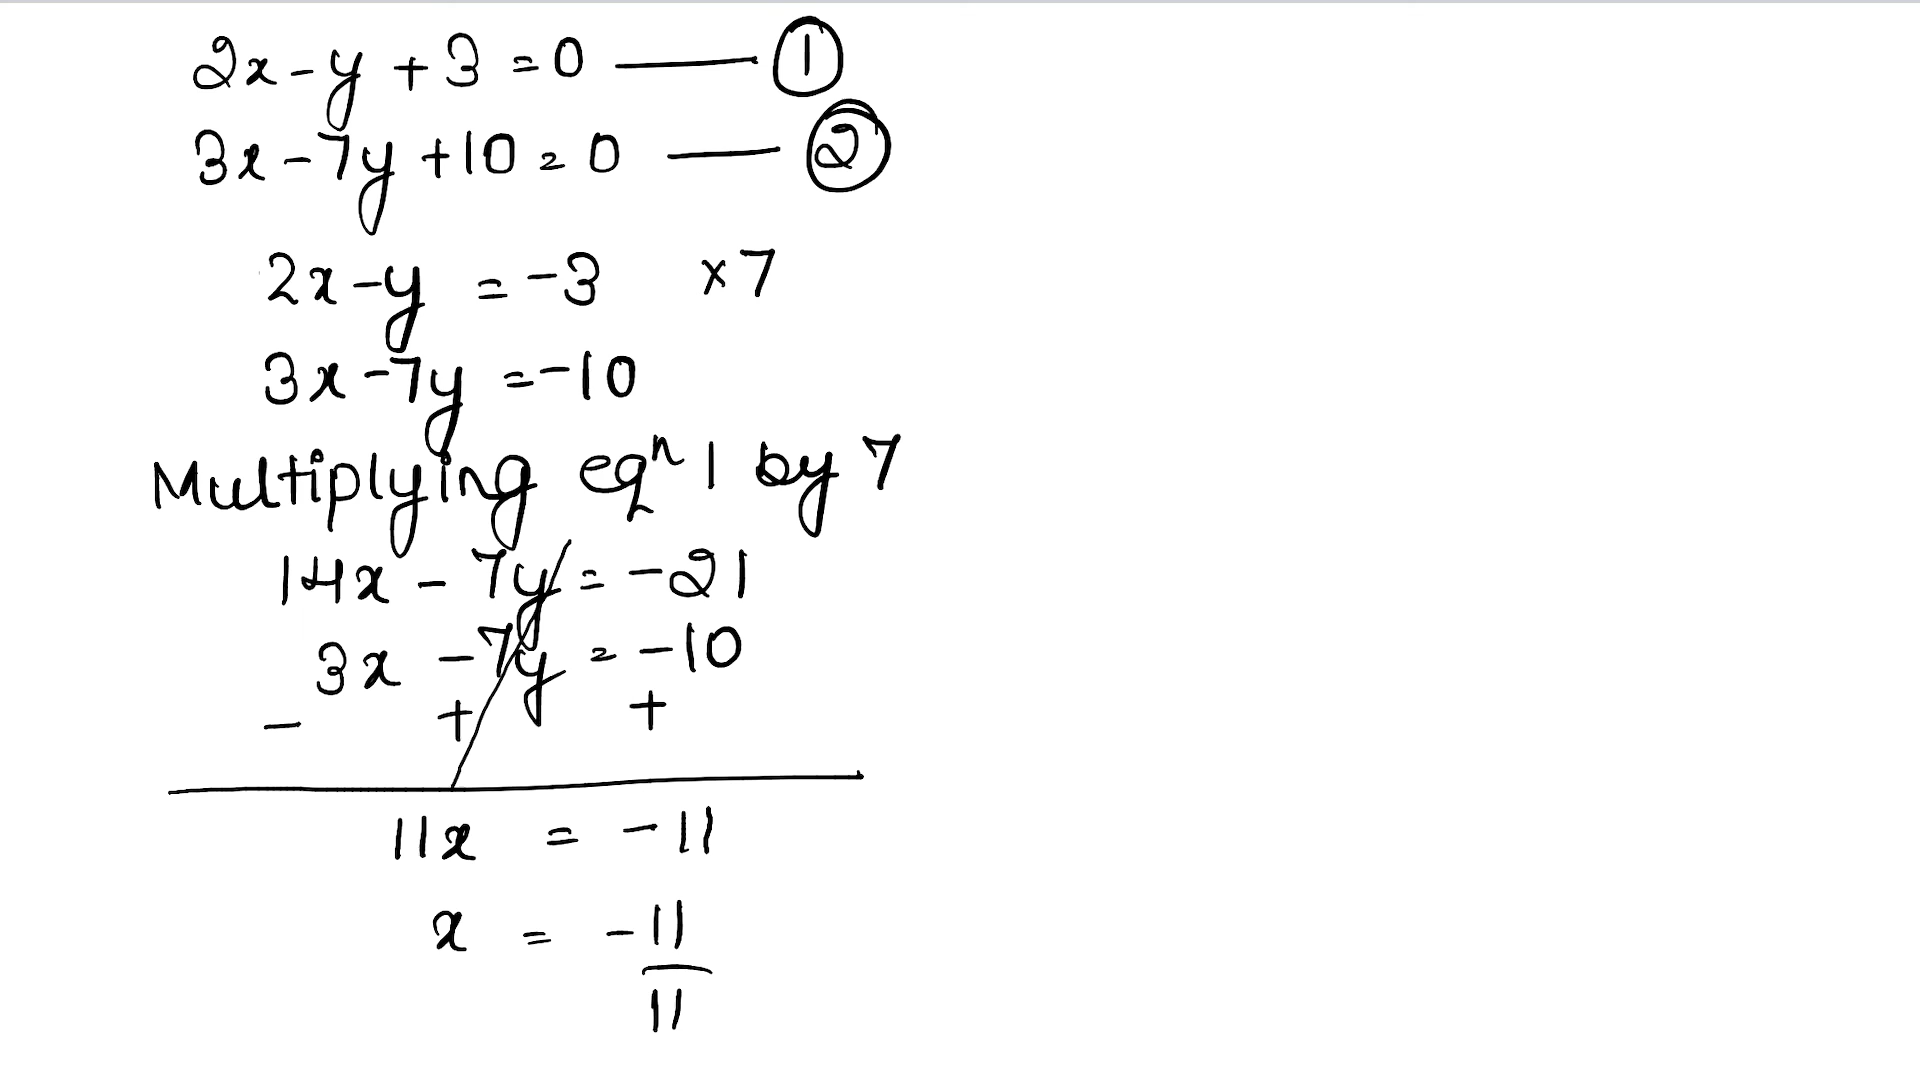 2x - y + 3 = 0 —— ①
3x - 7y + 10 = 0 —— ②
2x - y = -3 × 7
3x - 7y = -10
Multiplying eqⁿ 1 by 7
14x - 7y = -21
3x - 7y = -10
- + +
11x = -11
x = -11
11